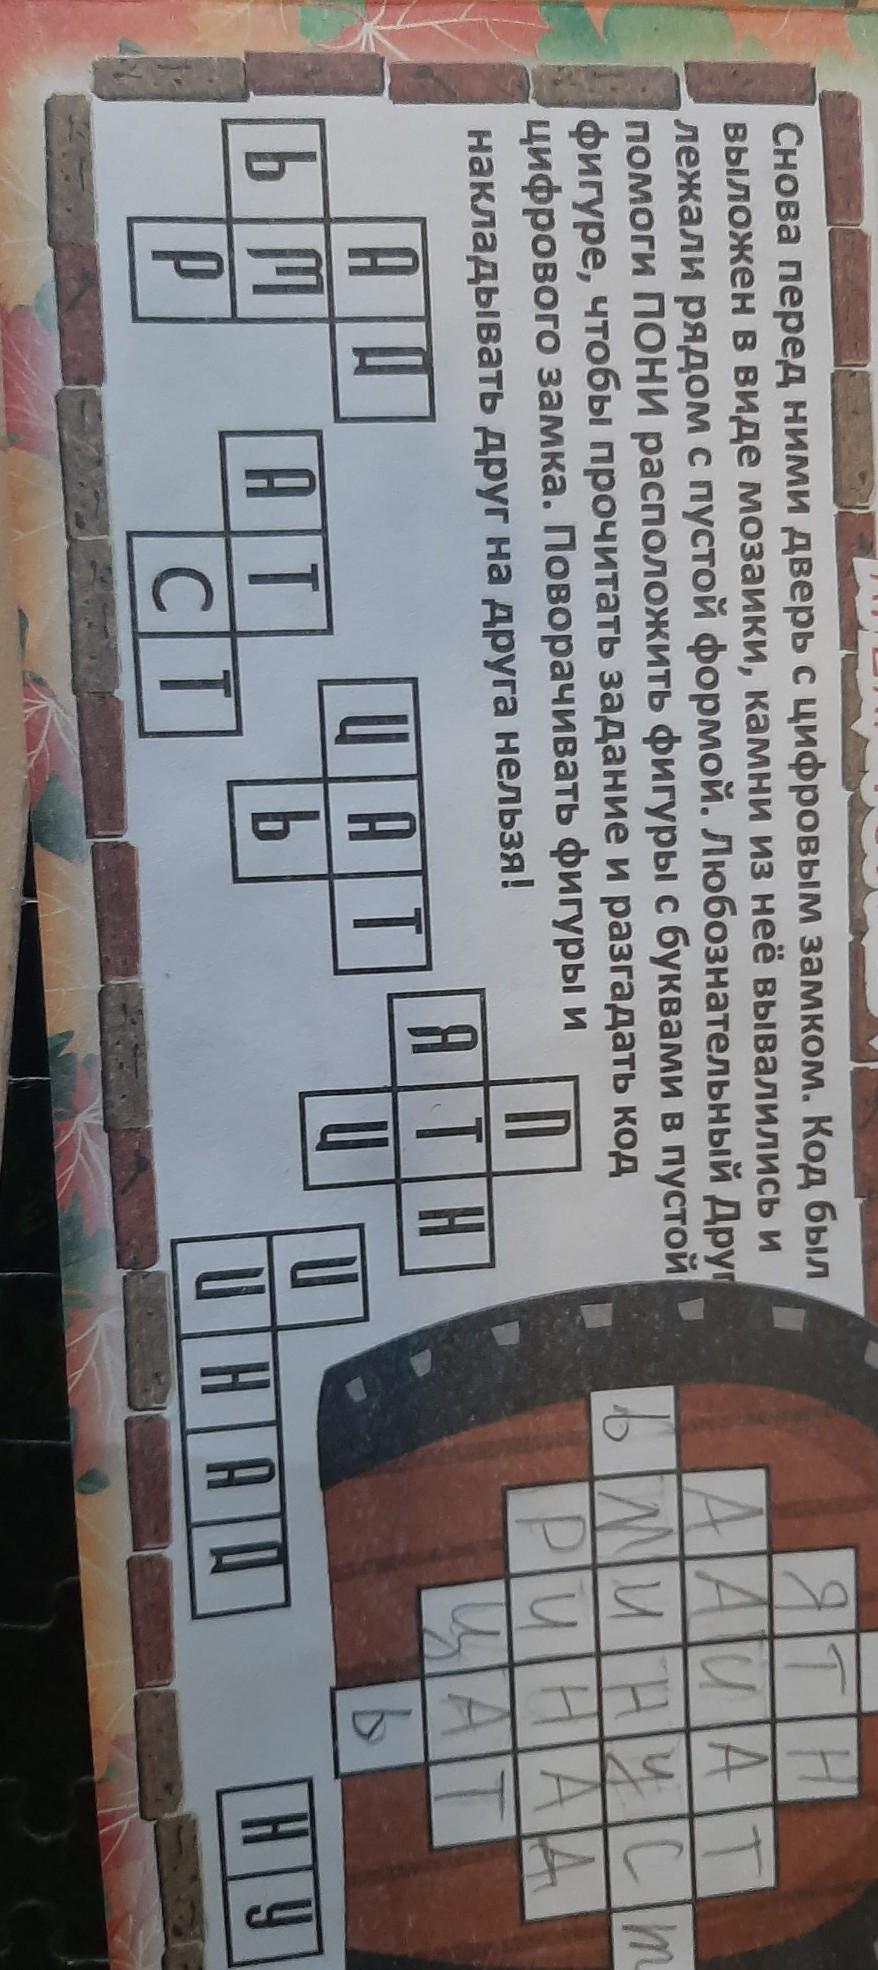 Снова перед ними дверь с цифровым замком. Код был
выложен в виде мозаики, камни из неё вывалились и
лежали рядом с пустой формой. Любознательный Друг
помоги ПОНИ расположить фигуры с буквами в пустой
фигуре, чтобы прочитать задание и разгадать код
цифрового замка. Поворачивать фигуры и
накладывать друг на друга нельзя!
А Д
Ь М
Р
А Т
С Т
Ц А Т
Ь
П
Я Т Н
Ц
И
И Н А Д
Н У
Я Т Н
А Д Ц А Т
Ь М И Н У С Т
Р И Н А Д
Ц А Т
Ь